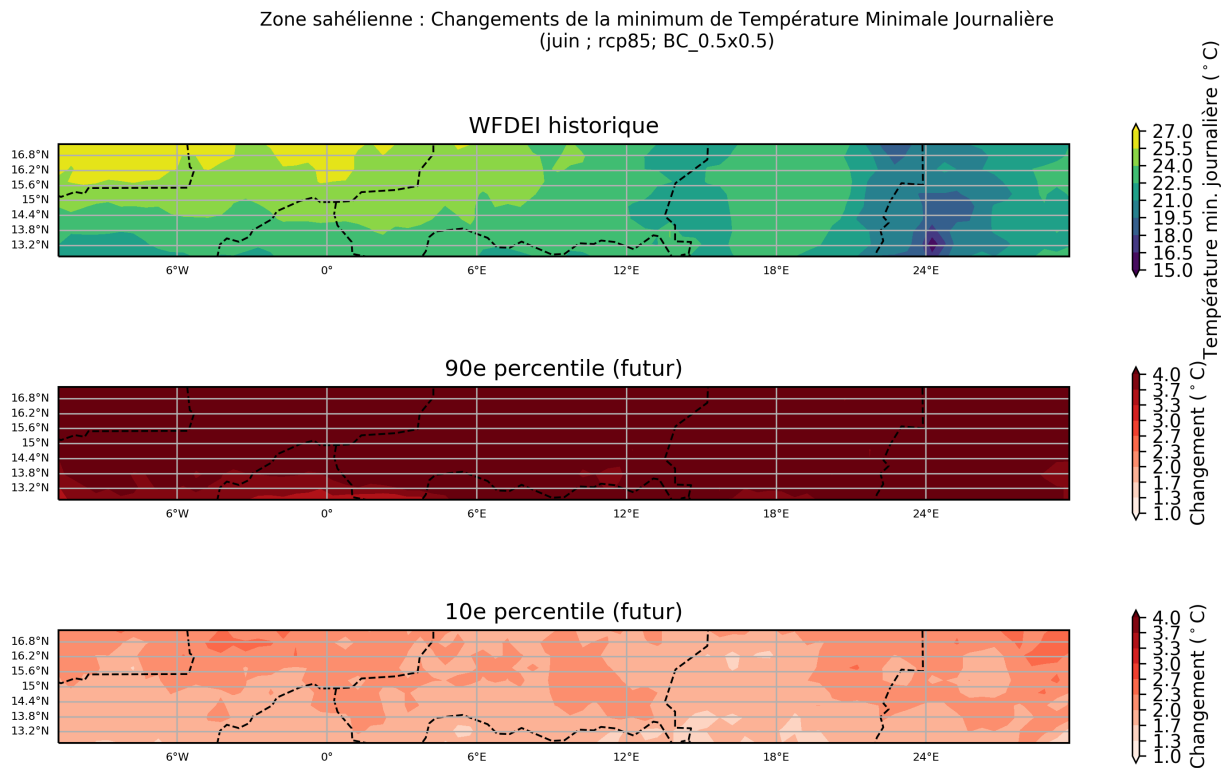 Zone sahélienne : Changements de la minimum de Température Minimale Journalière
(juin ; rcp85; BC_0.5x0.5)
WFDEI historique
16.8°N
16.2°N
15.6°N
15°N
14.4°N
13.8°N
13.2°N
6°W 0° 6°E 12°E 18°E 24°E
27.0
25.5
24.0
22.5
21.0
19.5
18.0
16.5
15.0
Température min. journalière (°C)
90e percentile (futur)
16.8°N
16.2°N
15.6°N
15°N
14.4°N
13.8°N
13.2°N
6°W 0° 6°E 12°E 18°E 24°E
4.0
3.7
3.3
3.0
2.7
2.3
2.0
1.7
1.3
1.0
Changement (°C)
10e percentile (futur)
16.8°N
16.2°N
15.6°N
15°N
14.4°N
13.8°N
13.2°N
6°W 0° 6°E 12°E 18°E 24°E
4.0
3.7
3.3
3.0
2.7
2.3
2.0
1.7
1.3
1.0
Changement (°C)